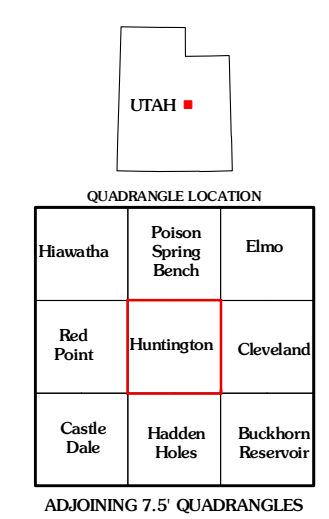 UTAH
QUADRANGLE LOCATION
Hiawatha
Poison
Spring
Bench
Elmo
Red
Point
Huntington
Cleveland
Castle
Dale
Hadden
Holes
Buckhorn
Reservoir
ADJOINING 7.5' QUADRANGLES